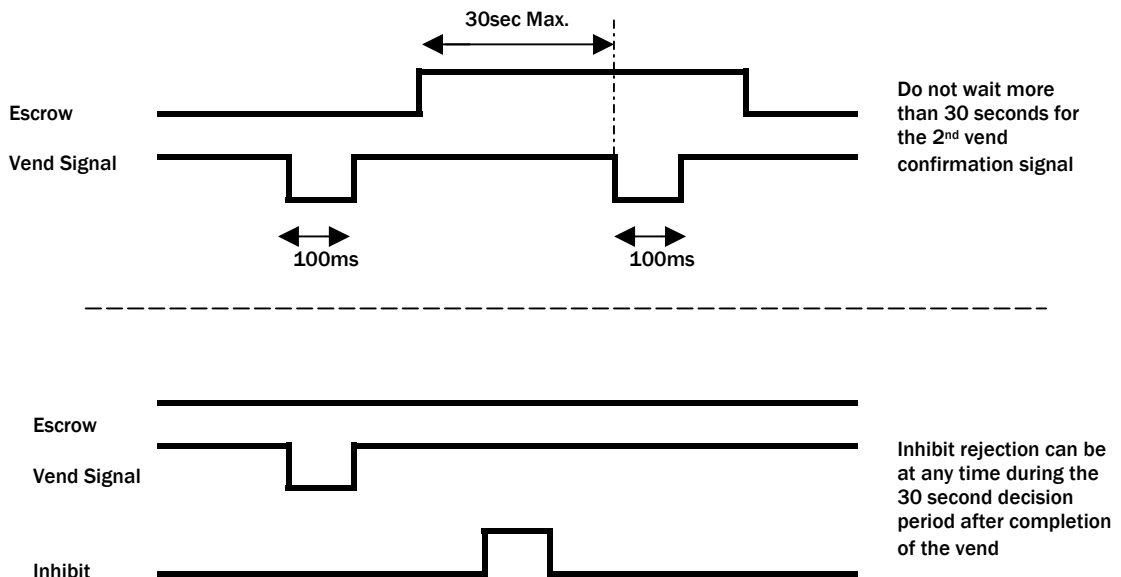 30sec Max.
Escrow
Vend Signal
Do not wait more
than 30 seconds for
the 2nd vend
confirmation signal
100ms
100ms
Escrow
Vend Signal
Inhibit
Inhibit rejection can be
at any time during the
30 second decision
period after completion
of the vend